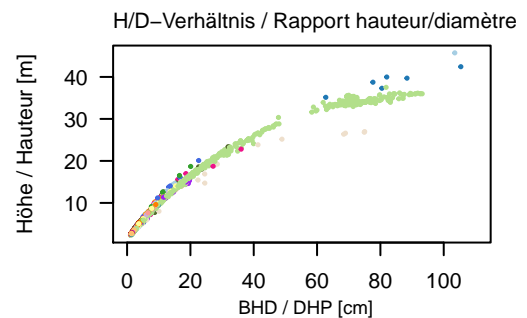 H/D−Verhältnis / Rapport hauteur/diamètre
Höhe / Hauteur [m]
40
30
20
10
0 20 40 60 80 100
BHD / DHP [cm]